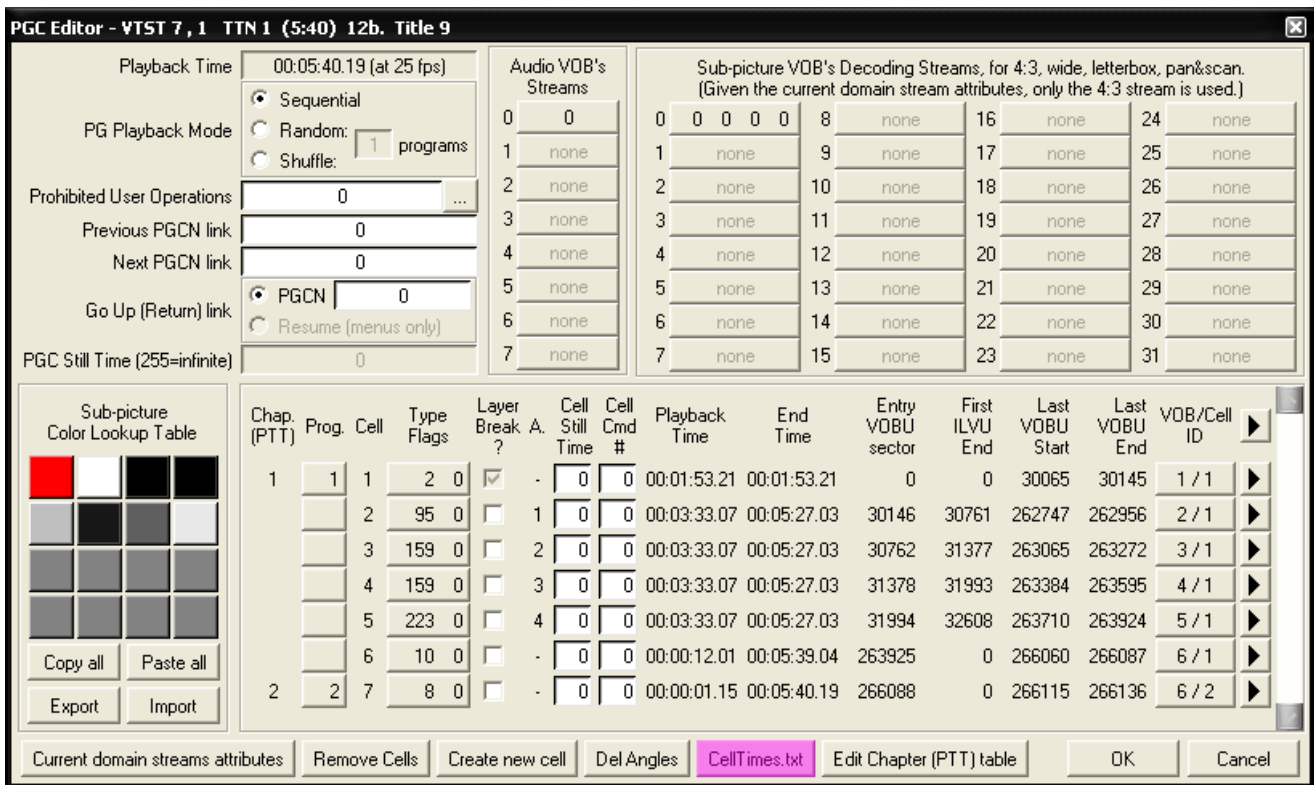 PGC Editor - VTST 7 , 1 TTN 1 (5:40) 12b. Title 9
Playback Time 00:05:40.19 (at 25 fps)
PG Playback Mode
Sequential
Random:
Shuffle:
1 programs
Prohibited User Operations 0 ...
Previous PGCN link 0
Next PGCN link 0
Go Up (Return) link
PGCN 0
Resume (menus only)
PGC Still Time (255=infinite) 0
Audio VOB's
Streams
0 0
1 none
2 none
3 none
4 none
5 none
6 none
7 none
Sub-picture VOB's Decoding Streams, for 4:3, wide, letterbox, pan&scan.
(Given the current domain stream attributes, only the 4:3 stream is used.)
0 0 0 0 0 8 none 16 none 24 none
1 none 9 none 17 none 25 none
2 none 10 none 18 none 26 none
3 none 11 none 19 none 27 none
4 none 12 none 20 none 28 none
5 none 13 none 21 none 29 none
6 none 14 none 22 none 30 none
7 none 15 none 23 none 31 none
Sub-picture
Color Lookup Table
Copy all Paste all
Export Import
Chap. (PTT) Prog. Cell Type Flags Layer Break ? A. Cell Still Time Cell Cmd # Playback Time End Time Entry VOBU sector First ILVU End Last VOBU Start Last VOBU End VOB/Cell ID
1 1 1 2 0 - 0 0 00:01:53.21 00:01:53.21 0 0 30065 30145 1 / 1
2 95 0 1 0 0 00:03:33.07 00:05:27.03 30146 30761 262747 262956 2 / 1
3 159 0 2 0 0 00:03:33.07 00:05:27.03 30762 31377 263065 263272 3 / 1
4 159 0 3 0 0 00:03:33.07 00:05:27.03 31378 31993 263384 263595 4 / 1
5 223 0 4 0 0 00:03:33.07 00:05:27.03 31994 32608 263710 263924 5 / 1
6 10 0 - 0 0 00:00:12.01 00:05:39.04 263925 0 266060 266087 6 / 1
2 2 7 8 0 - 0 0 00:00:01.15 00:05:40.19 266088 0 266115 266136 6 / 2
Current domain streams attributes Remove Cells Create new cell Del Angles CellTimes.txt Edit Chapter (PTT) table OK Cancel